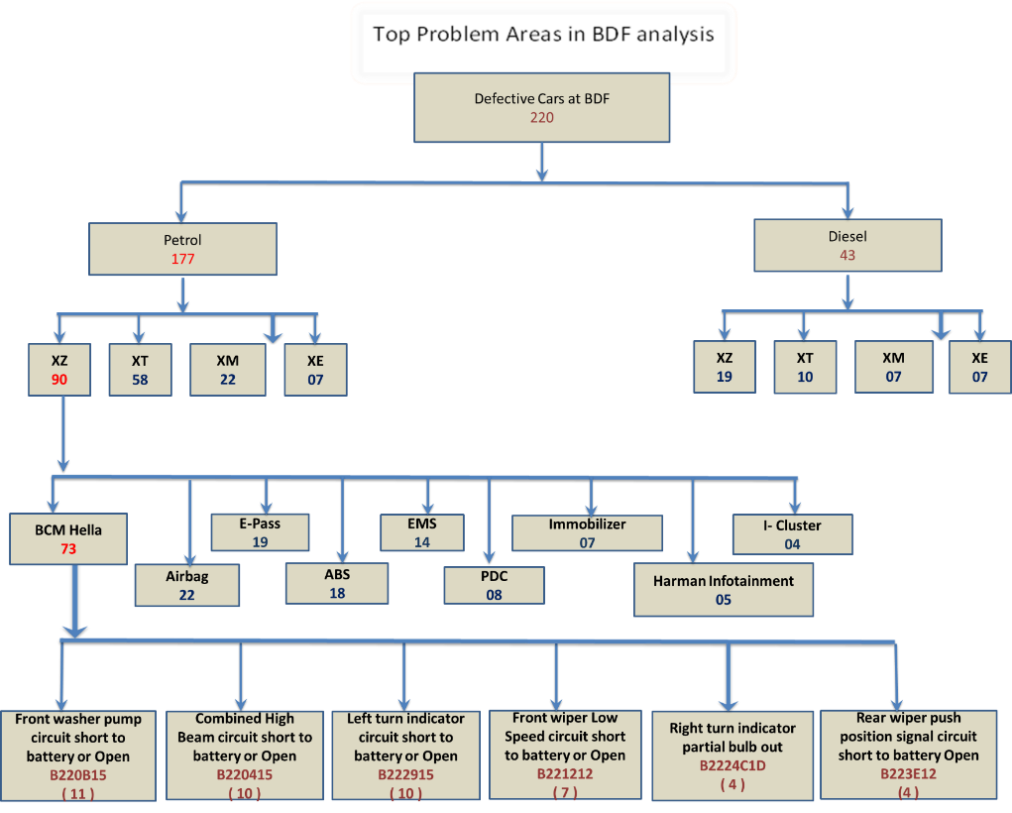 Top Problem Areas in BDF analysis
Defective Cars at BDF
220
Petrol
177
Diesel
43
XZ
90
XT
58
XM
22
XE
07
XZ
19
XT
10
XM
07
XE
07
BCM Hella
73
Airbag
22
E-Pass
19
ABS
18
EMS
14
PDC
08
Immobilizer
07
Harman Infotainment
05
I- Cluster
04
Front washer pump
circuit short to
battery or Open
B220B15
( 11 )
Combined High
Beam circuit short to
battery or Open
B220415
( 10 )
Left turn indicator
circuit short to
battery or Open
B222915
( 10 )
Front wiper Low
Speed circuit short
to battery or Open
B221212
( 7 )
Right turn indicator
partial bulb out
B2224C1D
( 4 )
Rear wiper push
position signal circuit
short to battery Open
B223E12
(4 )